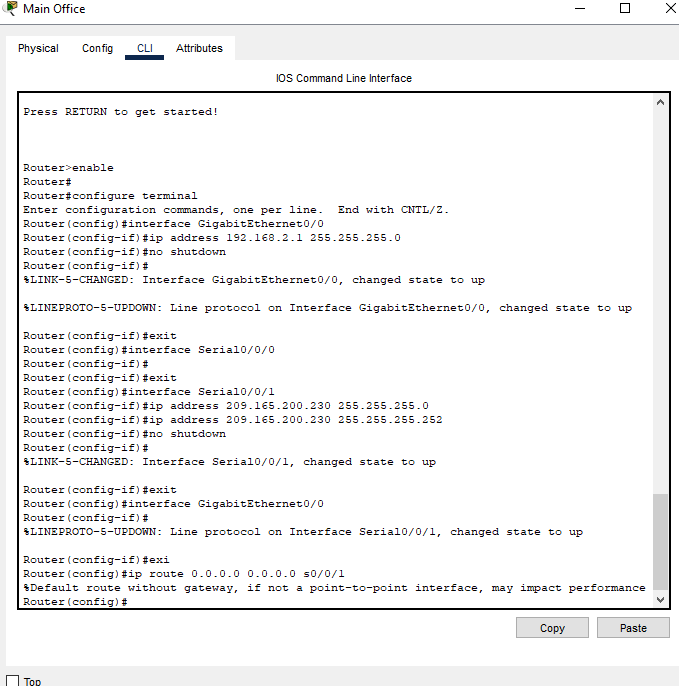 Main Office
Physical Config CLI Attributes
IOS Command Line Interface
Press RETURN to get started!
Router>enable
Router#
Router#configure terminal
Enter configuration commands, one per line.  End with CNTL/Z.
Router(config)#interface GigabitEthernet0/0
Router(config-if)#ip address 192.168.2.1 255.255.255.0
Router(config-if)#no shutdown
Router(config-if)#
%LINK-5-CHANGED: Interface GigabitEthernet0/0, changed state to up
%LINEPROTO-5-UPDOWN: Line protocol on Interface GigabitEthernet0/0, changed state to up
Router(config-if)#exit
Router(config)#interface Serial0/0/0
Router(config-if)#
Router(config-if)#exit
Router(config)#interface Serial0/0/1
Router(config-if)#ip address 209.165.200.230 255.255.255.0
Router(config-if)#ip address 209.165.200.230 255.255.255.252
Router(config-if)#no shutdown
Router(config-if)#
%LINK-5-CHANGED: Interface Serial0/0/1, changed state to up
Router(config-if)#exit
Router(config)#interface GigabitEthernet0/0
Router(config-if)#
%LINEPROTO-5-UPDOWN: Line protocol on Interface Serial0/0/1, changed state to up
Router(config-if)#exi
Router(config)#ip route 0.0.0.0 0.0.0.0 s0/0/1
%Default route without gateway, if not a point-to-point interface, may impact performance
Router(config)#
Copy Paste
Top